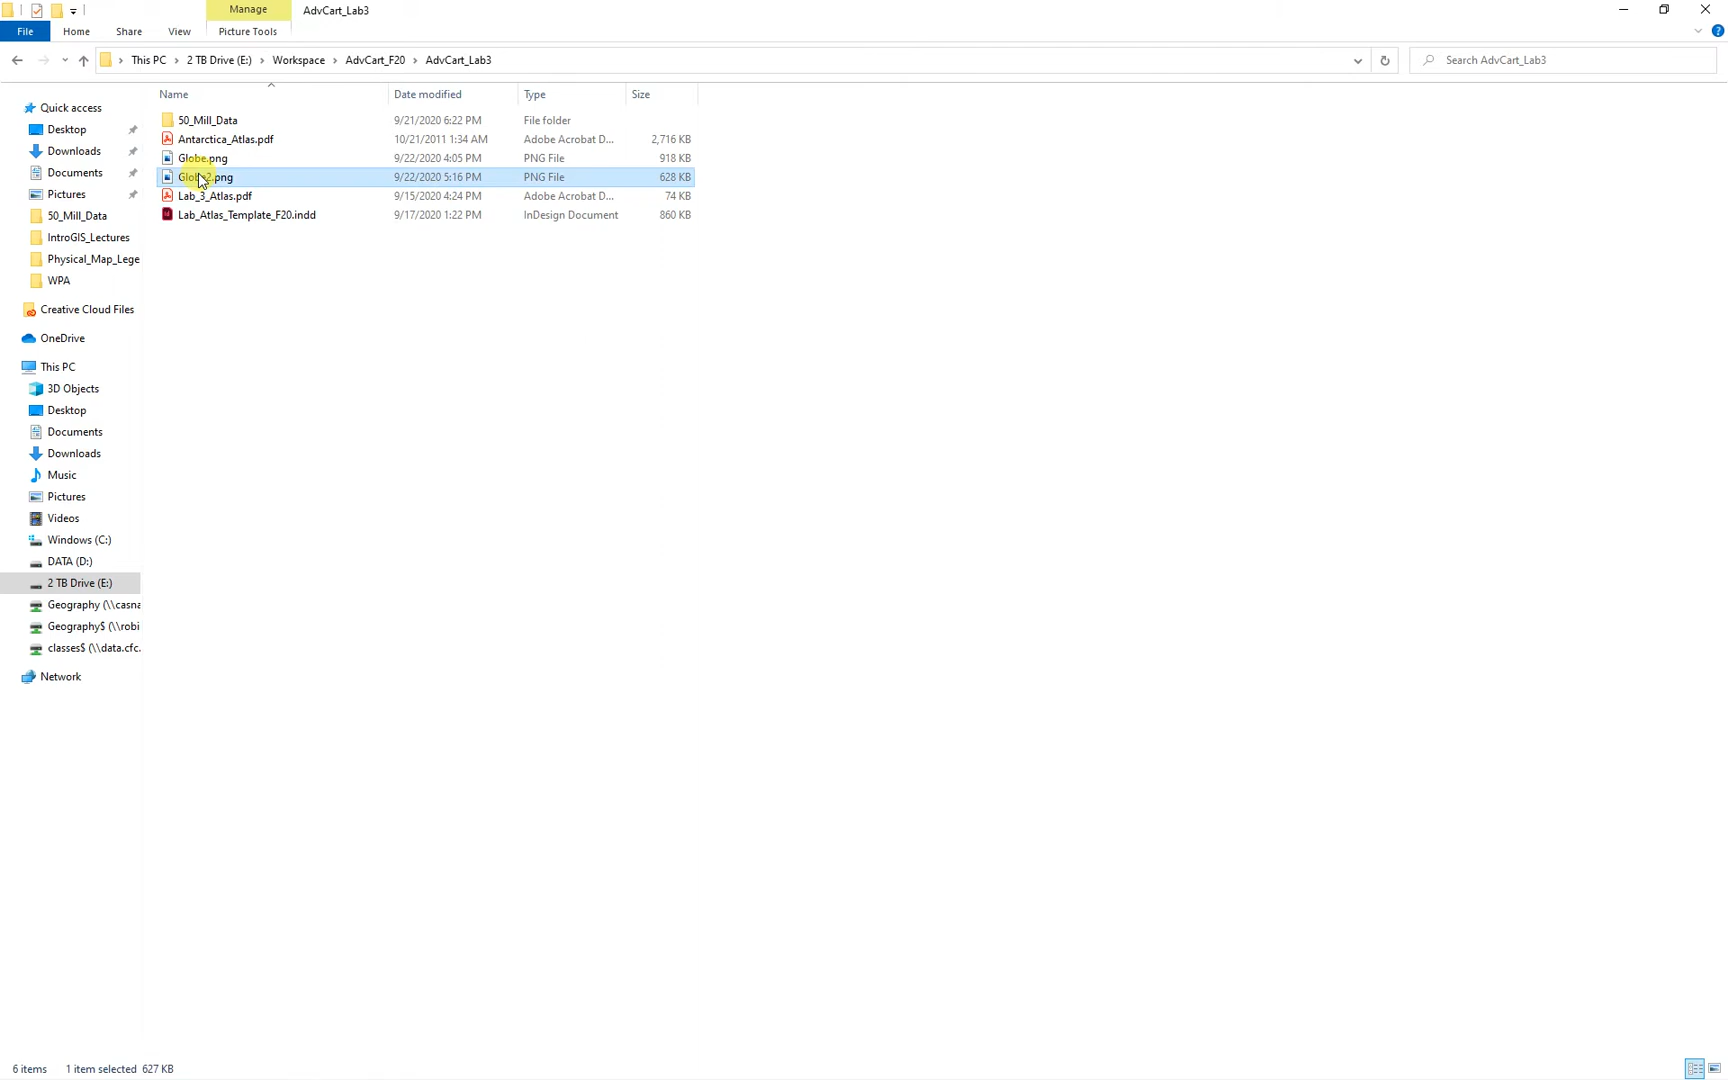 Manage
AdvCart_Lab3
File
Home
Share
View
Picture Tools
This PC > 2 TB Drive (E:) > Workspace > AdvCart_F20 > AdvCart_Lab3
Search AdvCart_Lab3
Name
Date modified
Type
Size
50_Mill_Data 9/21/2020 6:22 PM File folder
Antarctica_Atlas.pdf 10/21/2011 1:34 AM Adobe Acrobat D... 2,716 KB
Globe.png 9/22/2020 4:05 PM PNG File 918 KB
Globe2.png 9/22/2020 5:16 PM PNG File 628 KB
Lab_3_Atlas.pdf 9/15/2020 4:24 PM Adobe Acrobat D... 74 KB
Lab_Atlas_Template_F20.indd 9/17/2020 1:22 PM InDesign Document 860 KB
Quick access
Desktop
Downloads
Documents
Pictures
50_Mill_Data
IntroGIS_Lectures
Physical_Map_Lege
WPA
Creative Cloud Files
OneDrive
This PC
3D Objects
Desktop
Documents
Downloads
Music
Pictures
Videos
Windows (C:)
DATA (D:)
2 TB Drive (E:)
Geography (\\casna
Geography$ (\\robi
classes$ (\\data.cfc.
Network
6 items
1 item selected 627 KB